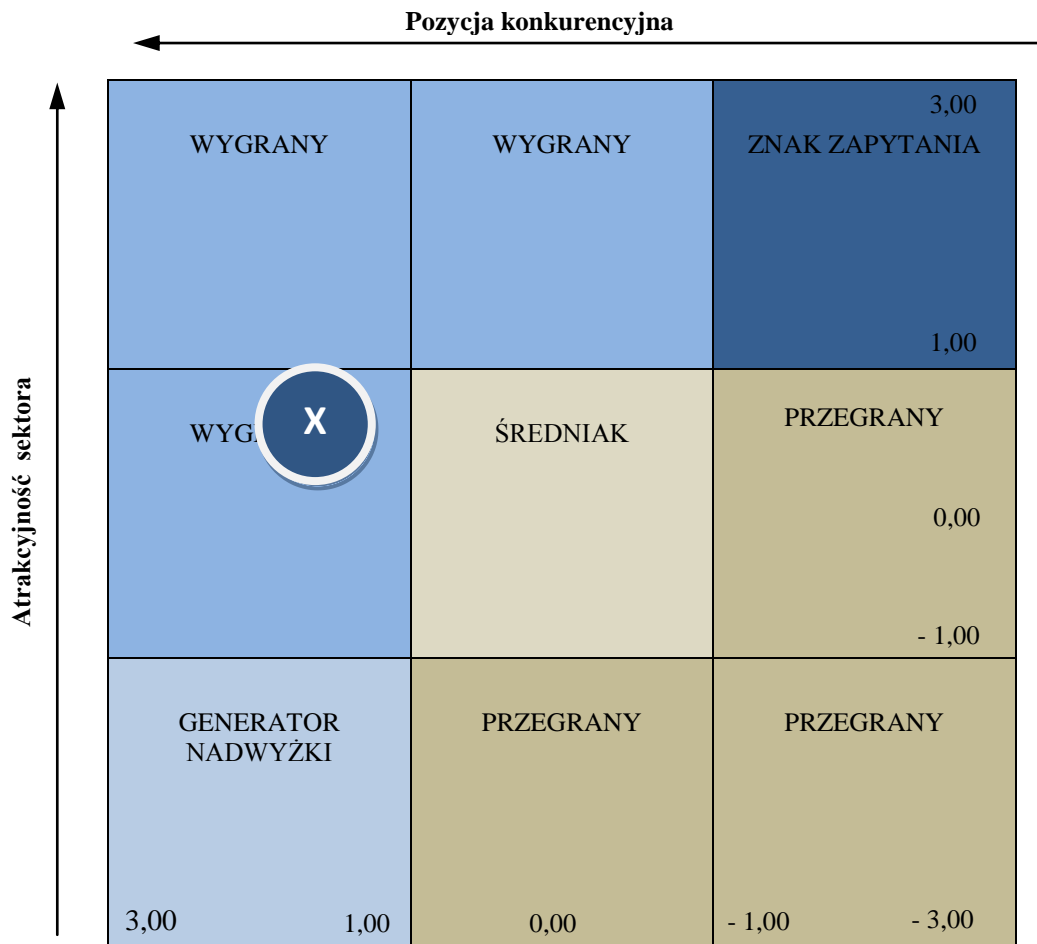 Pozycja konkurencyjna
Atrakcyjność sektora
3,00
WYGRANY WYGRANY ZNAK ZAPYTANIA
1,00
PRZEGRANY
WYG X ŚREDNIAK
0,00
- 1,00
GENERATOR PRZEGRANY PRZEGRANY
NADWYŻKI
3,00 1,00 0,00 - 1,00 - 3,00